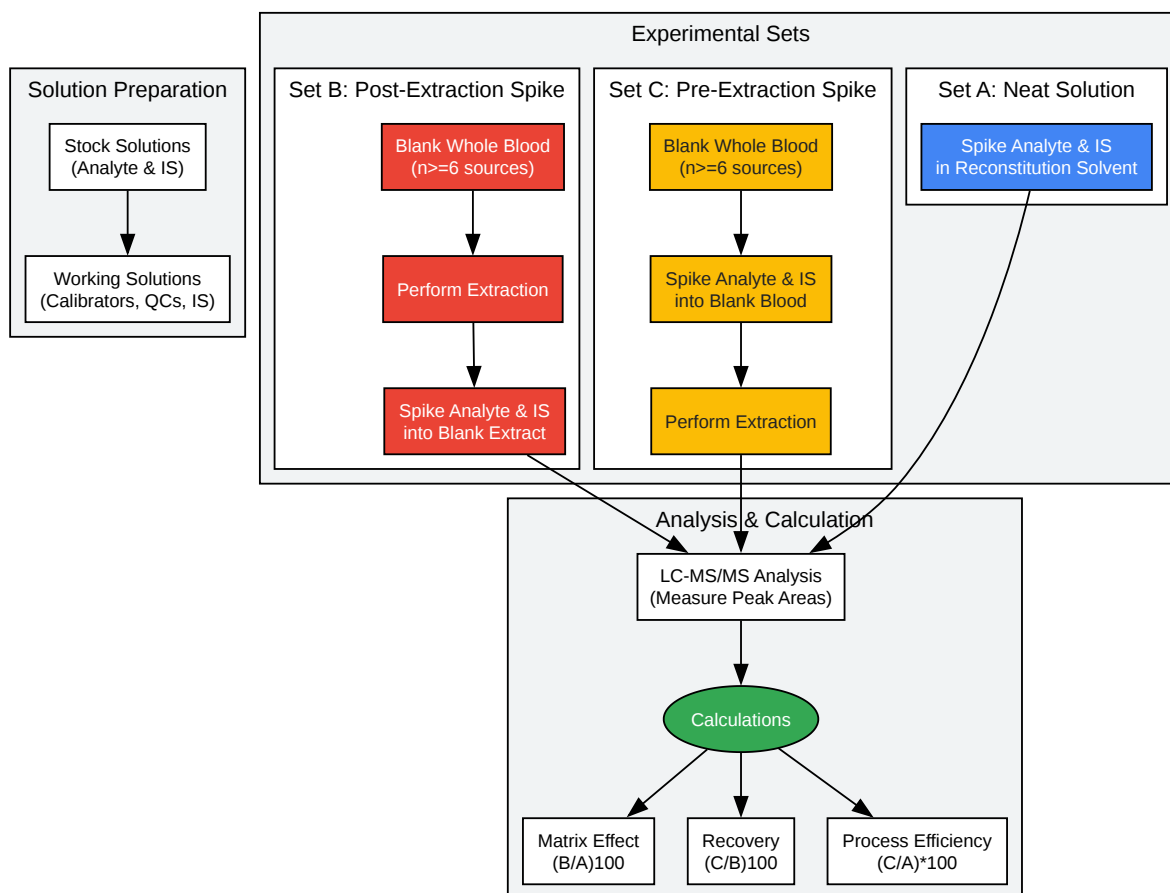 Experimental Sets
Solution Preparation
Stock Solutions
(Analyte & IS)
Working Solutions
(Calibrators, QCs, IS)
Set B: Post-Extraction Spike
Blank Whole Blood
(n>=6 sources)
Perform Extraction
Spike Analyte & IS
into Blank Extract
Set C: Pre-Extraction Spike
Blank Whole Blood
(n>=6 sources)
Spike Analyte & IS
into Blank Blood
Perform Extraction
Set A: Neat Solution
Spike Analyte & IS
in Reconstitution Solvent
Analysis & Calculation
LC-MS/MS Analysis
(Measure Peak Areas)
Calculations
Matrix Effect
(B/A)100
Recovery
(C/B)100
Process Efficiency
(C/A)*100